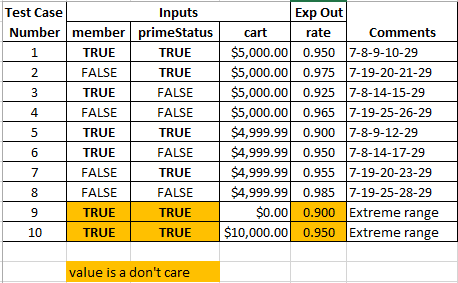 Test Case Inputs Exp Out
Number member primeStatus cart rate Comments
1 TRUE TRUE $5,000.00 0.950 7-8-9-10-29
2 FALSE TRUE $5,000.00 0.975 7-19-20-21-29
3 TRUE FALSE $5,000.00 0.925 7-8-14-15-29
4 FALSE FALSE $5,000.00 0.965 7-19-25-26-29
5 TRUE TRUE $4,999.99 0.900 7-8-9-12-29
6 TRUE FALSE $4,999.99 0.950 7-8-14-17-29
7 FALSE TRUE $4,999.99 0.955 7-19-20-23-29
8 FALSE FALSE $4,999.99 0.985 7-19-25-28-29
9 TRUE TRUE $0.00 0.900 Extreme range
10 TRUE TRUE $10,000.00 0.950 Extreme range
value is a don't care